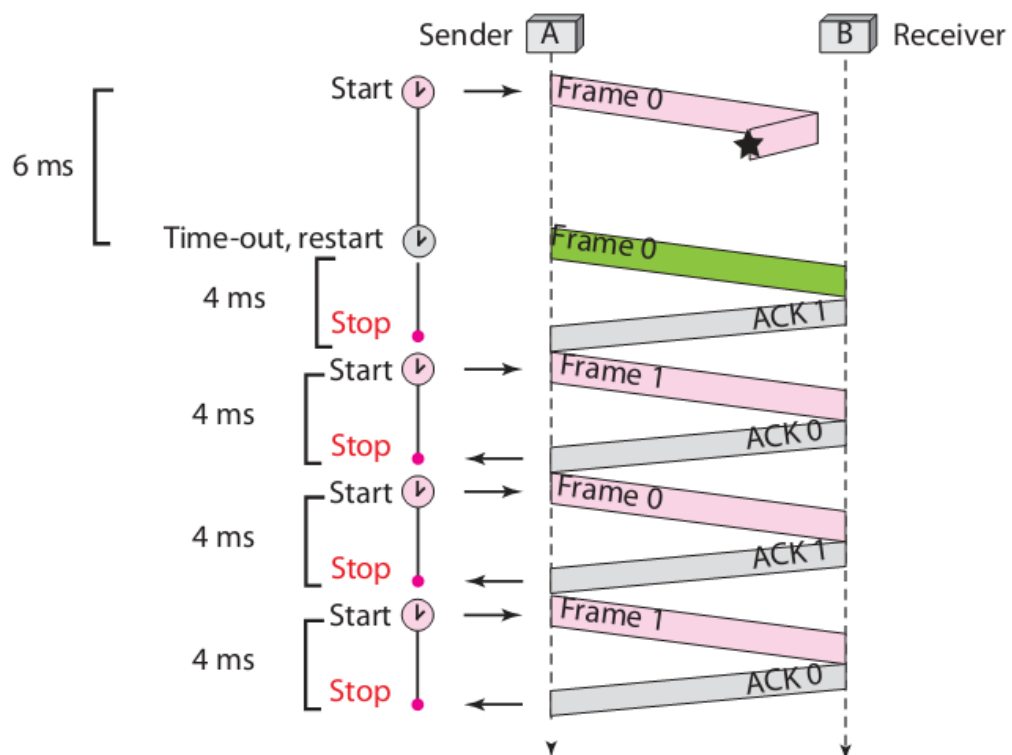 Sender A B Receiver
Start Frame 0
6 ms
Time-out, restart Frame 0
4 ms
Stop ACK 1
Start Frame 1
4 ms
Stop ACK 0
Start Frame 0
4 ms
Stop ACK 1
Start Frame 1
4 ms
Stop ACK 0